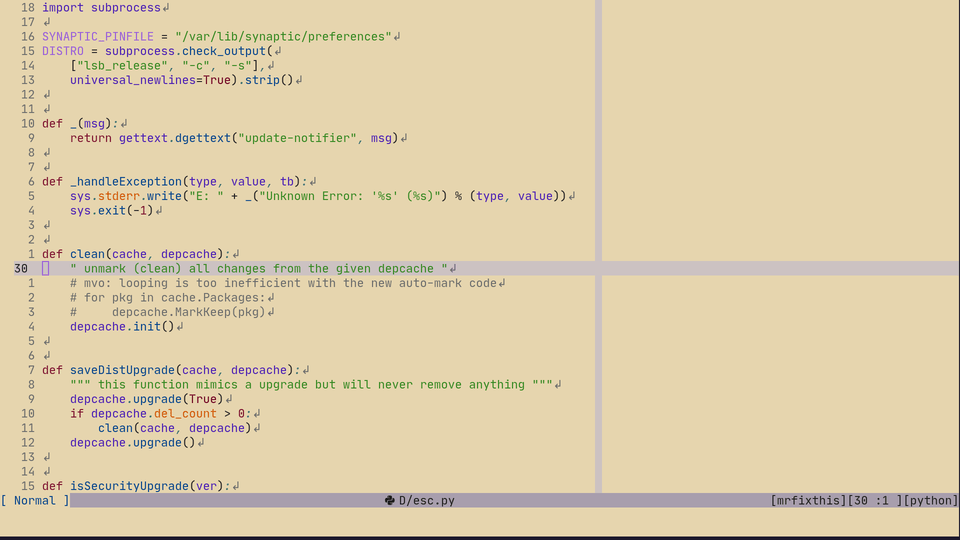 18 import subprocess↲
17 ↲
16 SYNAPTIC_PINFILE = "/var/lib/synaptic/preferences"↲
15 DISTRO = subprocess.check_output(↲
14     ["lsb_release", "-c", "-s"],↲
13     universal_newlines=True).strip()↲
12 ↲
11 ↲
10 def _(msg):↲
9     return gettext.dgettext("update-notifier", msg)↲
8 ↲
7 ↲
6 def _handleException(type, value, tb):↲
5     sys.stderr.write("E: " + _("Unknown Error: '%s' (%s)") % (type, value))↲
4     sys.exit(-1)↲
3 ↲
2 ↲
1 def clean(cache, depcache):↲
30     " unmark (clean) all changes from the given depcache "↲
1     # mvo: looping is too inefficient with the new auto-mark code↲
2     # for pkg in cache.Packages:↲
3     #     depcache.MarkKeep(pkg)↲
4     depcache.init()↲
5 ↲
6 ↲
7 def saveDistUpgrade(cache, depcache):↲
8     """ this function mimics a upgrade but will never remove anything """↲
9     depcache.upgrade(True)↲
10     if depcache.del_count > 0:↲
11         clean(cache, depcache)↲
12     depcache.upgrade()↲
13 ↲
14 ↲
15 def isSecurityUpgrade(ver):↲
[ Normal ] D/esc.py [mrfixthis][30 :1 ][python]